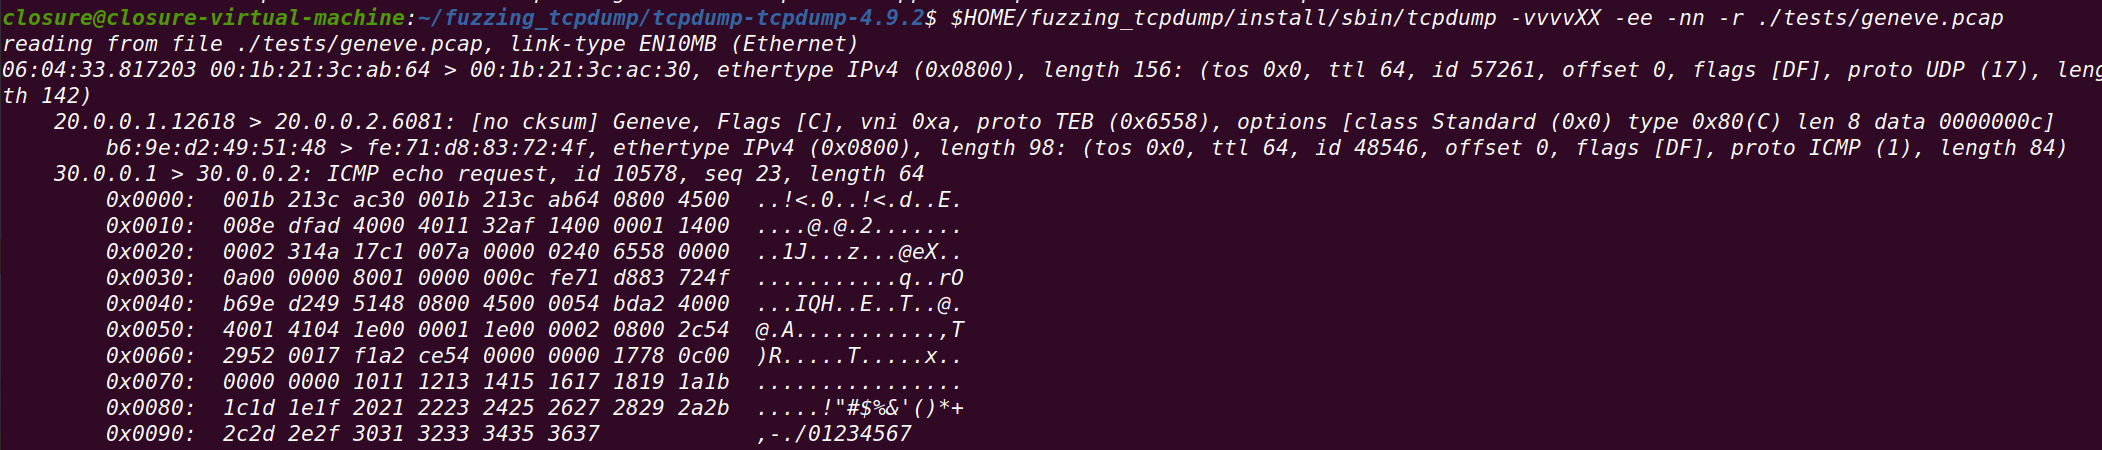 closure@closure-virtual-machine:~/fuzzing_tcpdump/tcpdump-tcpdump-4.9.2$ $HOME/fuzzing_tcpdump/install/sbin/tcpdump -vvvvXX -ee -nn -r ./tests/geneve.pcap
reading from file ./tests/geneve.pcap, link-type EN10MB (Ethernet)
06:04:33.817203 00:1b:21:3c:ab:64 > 00:1b:21:3c:ac:30, ethertype IPv4 (0x0800), length 156: (tos 0x0, ttl 64, id 57261, offset 0, flags [DF], proto UDP (17), leng
th 142)
    20.0.0.1.12618 > 20.0.0.2.6081: [no cksum] Geneve, Flags [C], vni 0xa, proto TEB (0x6558), options [class Standard (0x0) type 0x80(C) len 8 data 0000000c]
        b6:9e:d2:49:51:48 > fe:71:d8:83:72:4f, ethertype IPv4 (0x0800), length 98: (tos 0x0, ttl 64, id 48546, offset 0, flags [DF], proto ICMP (1), length 84)
    30.0.0.1 > 30.0.0.2: ICMP echo request, id 10578, seq 23, length 64
        0x0000:  001b 213c ac30 001b 213c ab64 0800 4500  ..!<.0..!<.d..E.
        0x0010:  008e dfad 4000 4011 32af 1400 0001 1400  ....@.@.2.......
        0x0020:  0002 314a 17c1 007a 0000 0240 6558 0000  ..1J...z...@eX..
        0x0030:  0a00 0000 8001 0000 000c fe71 d883 724f  ...........q..rO
        0x0040:  b69e d249 5148 0800 4500 0054 bda2 4000  ...IQH..E..T..@.
        0x0050:  4001 4104 1e00 0001 1e00 0002 0800 2c54  @.A...........,T
        0x0060:  2952 0017 f1a2 ce54 0000 0000 1778 0c00  )R.....T.....x..
        0x0070:  0000 0000 1011 1213 1415 1617 1819 1a1b  ................
        0x0080:  1c1d 1e1f 2021 2223 2425 2627 2829 2a2b  .....!"#$%&'()*+
        0x0090:  2c2d 2e2f 3031 3233 3435 3637            ,-./01234567